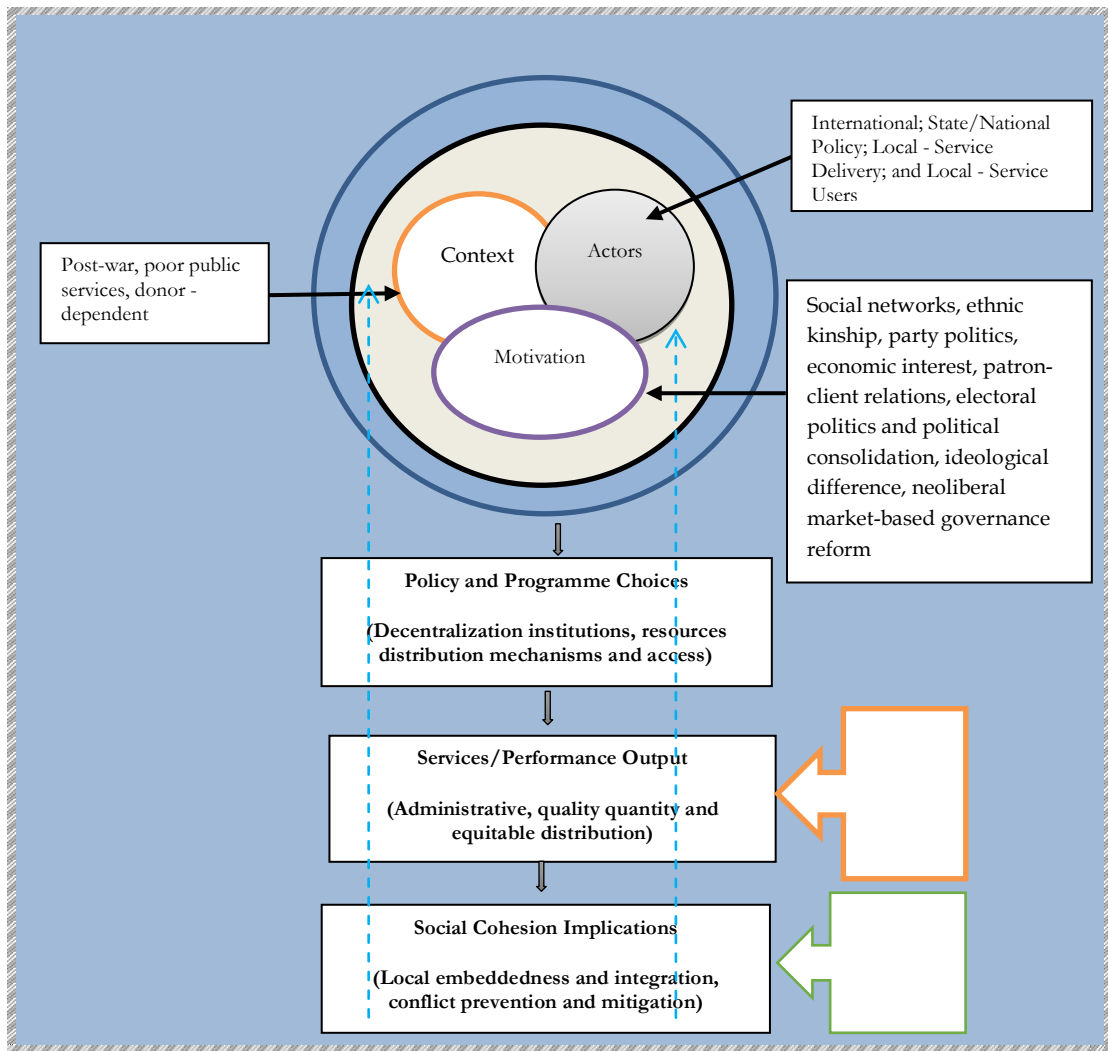 International; State/National
Policy; Local - Service
Delivery; and Local - Service
Users
Context
Actors
Post-war, poor public
services, donor -
dependent
Motivation
Social networks, ethnic
kinship, party politics,
economic interest, patron-
client relations, electoral
politics and political
consolidation, ideological
difference, neoliberal
market-based governance
reform
Policy and Programme Choices
(Decentralization institutions, resources
distribution mechanisms and access)
Services/Performance Output
(Administrative, quality quantity and
equitable distribution)
Social Cohesion Implications
(Local embeddedness and integration,
conflict prevention and mitigation)